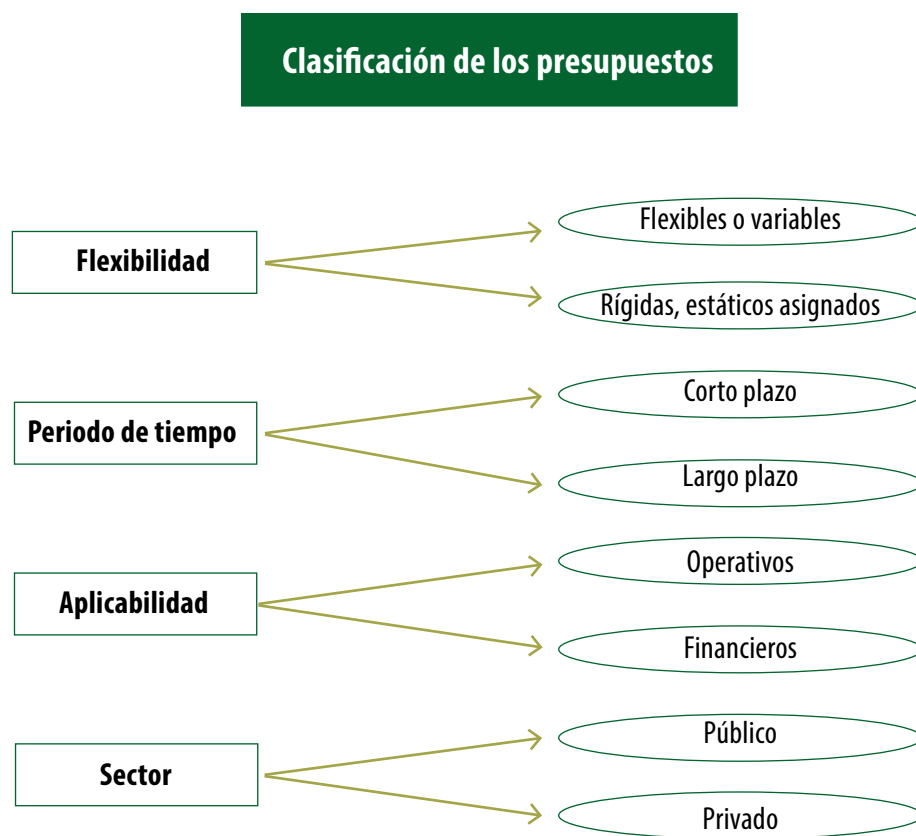 Clasificación de los presupuestos
Flexibilidad
Flexibles o variables
Rígidas, estáticos asignados
Periodo de tiempo
Corto plazo
Largo plazo
Aplicabilidad
Operativos
Financieros
Sector
Público
Privado